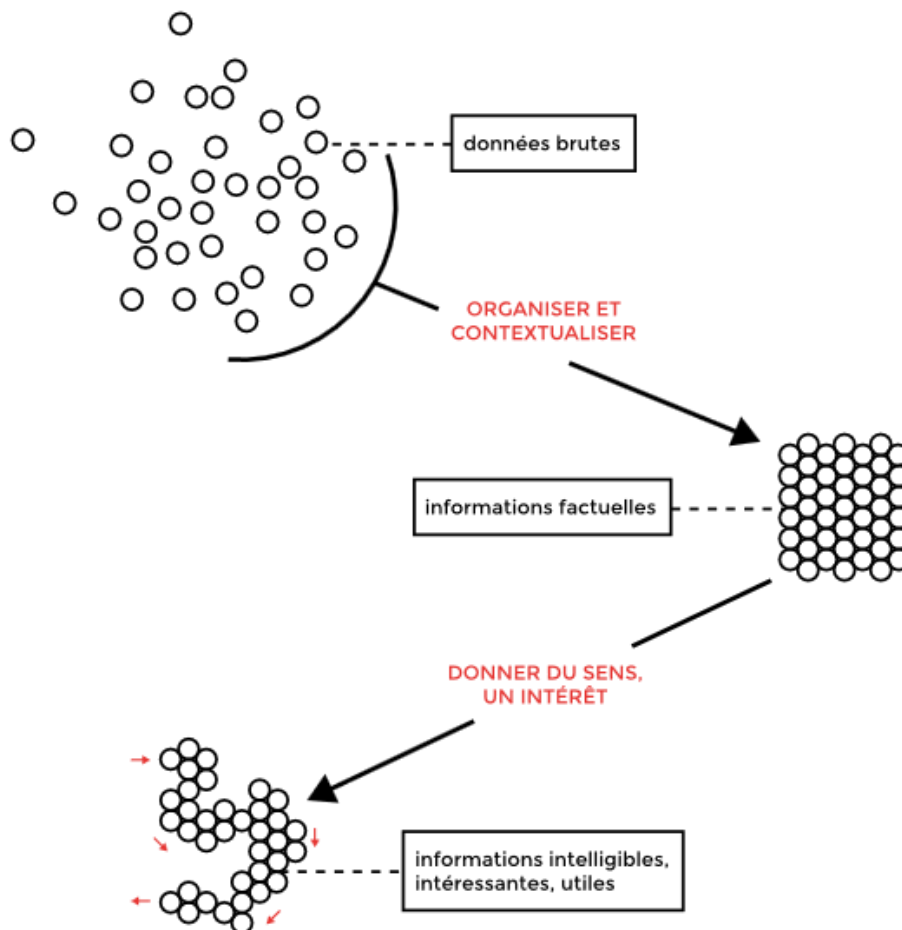 données brutes
ORGANISER ET
CONTEXTUALISER
informations factuelles
DONNER DU SENS,
UN INTÉRÊT
informations intelligibles,
intéressantes, utiles